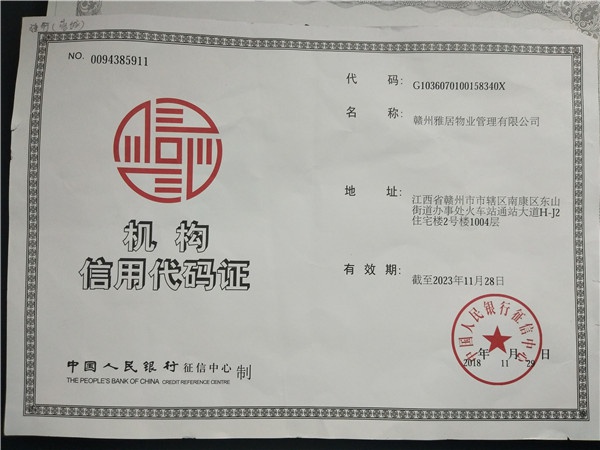 NO. 0094385911
代 码: G1036070100158340X
名 称: 赣州雅居物业管理有限公司
地 址: 江西省赣州市市辖区南康区东山
街道办事处火车站通站大道H-J2
住宅楼2号楼1004层
机构
信用代码证
有效期: 截至2023年11月28日
中国人民银行征信中心
年 月 日
2018 11 29
中国人民银行征信中心 制
THE PEOPLE'S BANK OF CHINA CREDIT REFERENCE CENTRE